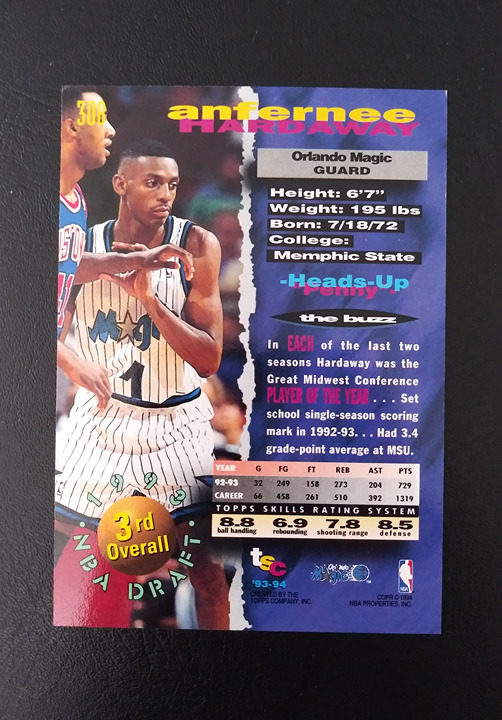 308
anfernee
HARDAWAY
Orlando Magic
GUARD
Height: 6'7"
Weight: 195 lbs
Born: 7/18/72
College:
Memphic State
-Heads-Up
"Penny"-
the buzz
In EACH of the last two
seasons Hardaway was the
Great Midwest Conference
PLAYER OF THE YEAR . . . Set
school single-season scoring
mark in 1992-93. . . Had 3.4
grade-point average at MSU.
YEAR G FG FT REB AST PTS
92-93 32 249 158 273 204 729
CAREER 66 458 261 510 392 1319
TOPPS SKILLS RATING SYSTEM
8.8 6.9 7.8 8.5
ball handling rebounding shooting range defense
Magic
1
1993
3rd
Overall
NBA DRAFT
tsc
'93-94
CREATED BY THE
TOPPS COMPANY, INC.
Orlando
Magic
NBA
COPR © 1994
NBA PROPERTIES, INC.